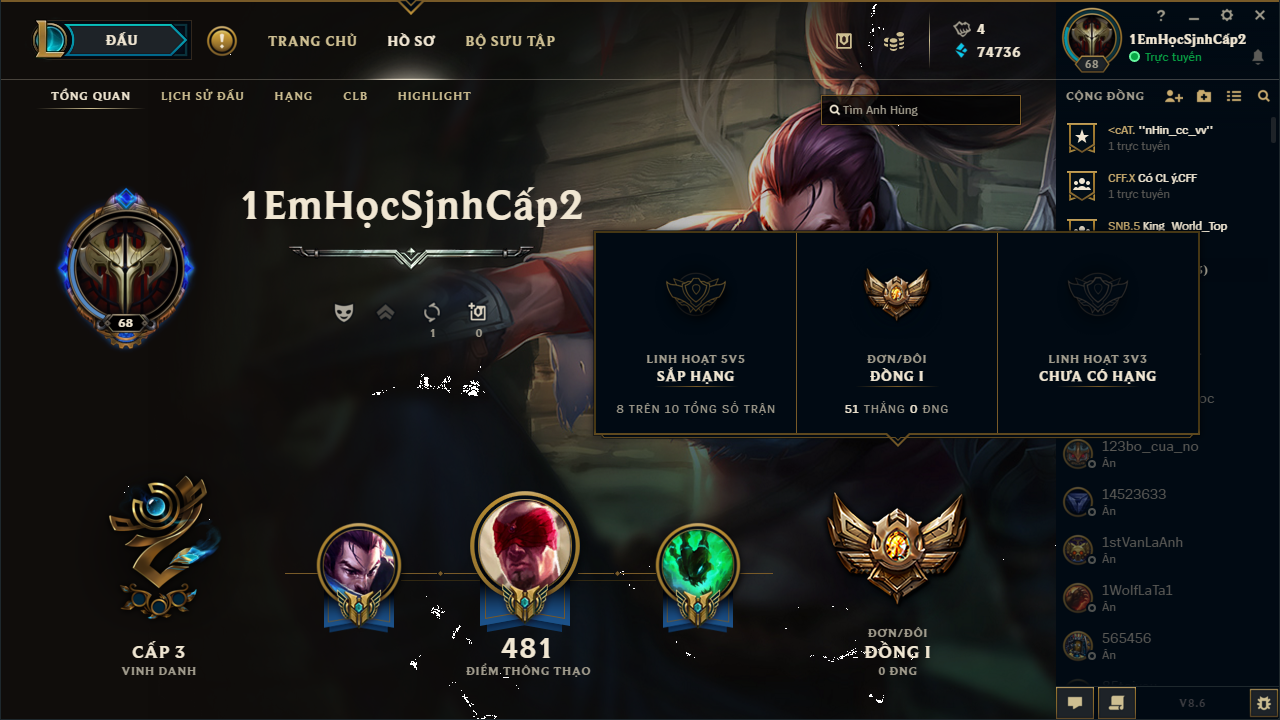 ĐẤU
TRANG CHỦ
HỒ SƠ
BỘ SƯU TẬP
4
74736
?
1EmHọcSjnhCấp2
Trực tuyến
68
TỔNG QUAN
LỊCH SỬ ĐẤU
HẠNG
CLB
HIGHLIGHT
Tìm Anh Hùng
CỘNG ĐỒNG
<cAT. "nHin_cc_vv"
1 trực tuyến
CFF.X Có CL ý.CFF
1 trực tuyến
SNB.5 King_World_Top
1EmHọcSjnhCấp2
68
1
0
LINH HOẠT 5V5
SẮP HẠNG
8 TRÊN 10 TỔNG SỐ TRẬN
ĐƠN/ĐÔI
ĐỒNG I
51 THẮNG 0 ĐNG
LINH HOẠT 3V3
CHƯA CÓ HẠNG
123bo_cua_no
Ẩn
14523633
Ẩn
1stVanLaAnh
Ẩn
1WolfLaTa1
Ẩn
565456
Ẩn
CẤP 3
VINH DANH
481
ĐIỂM THÔNG THẠO
ĐƠN/ĐÔI
ĐỒNG I
0 ĐNG
V8.6